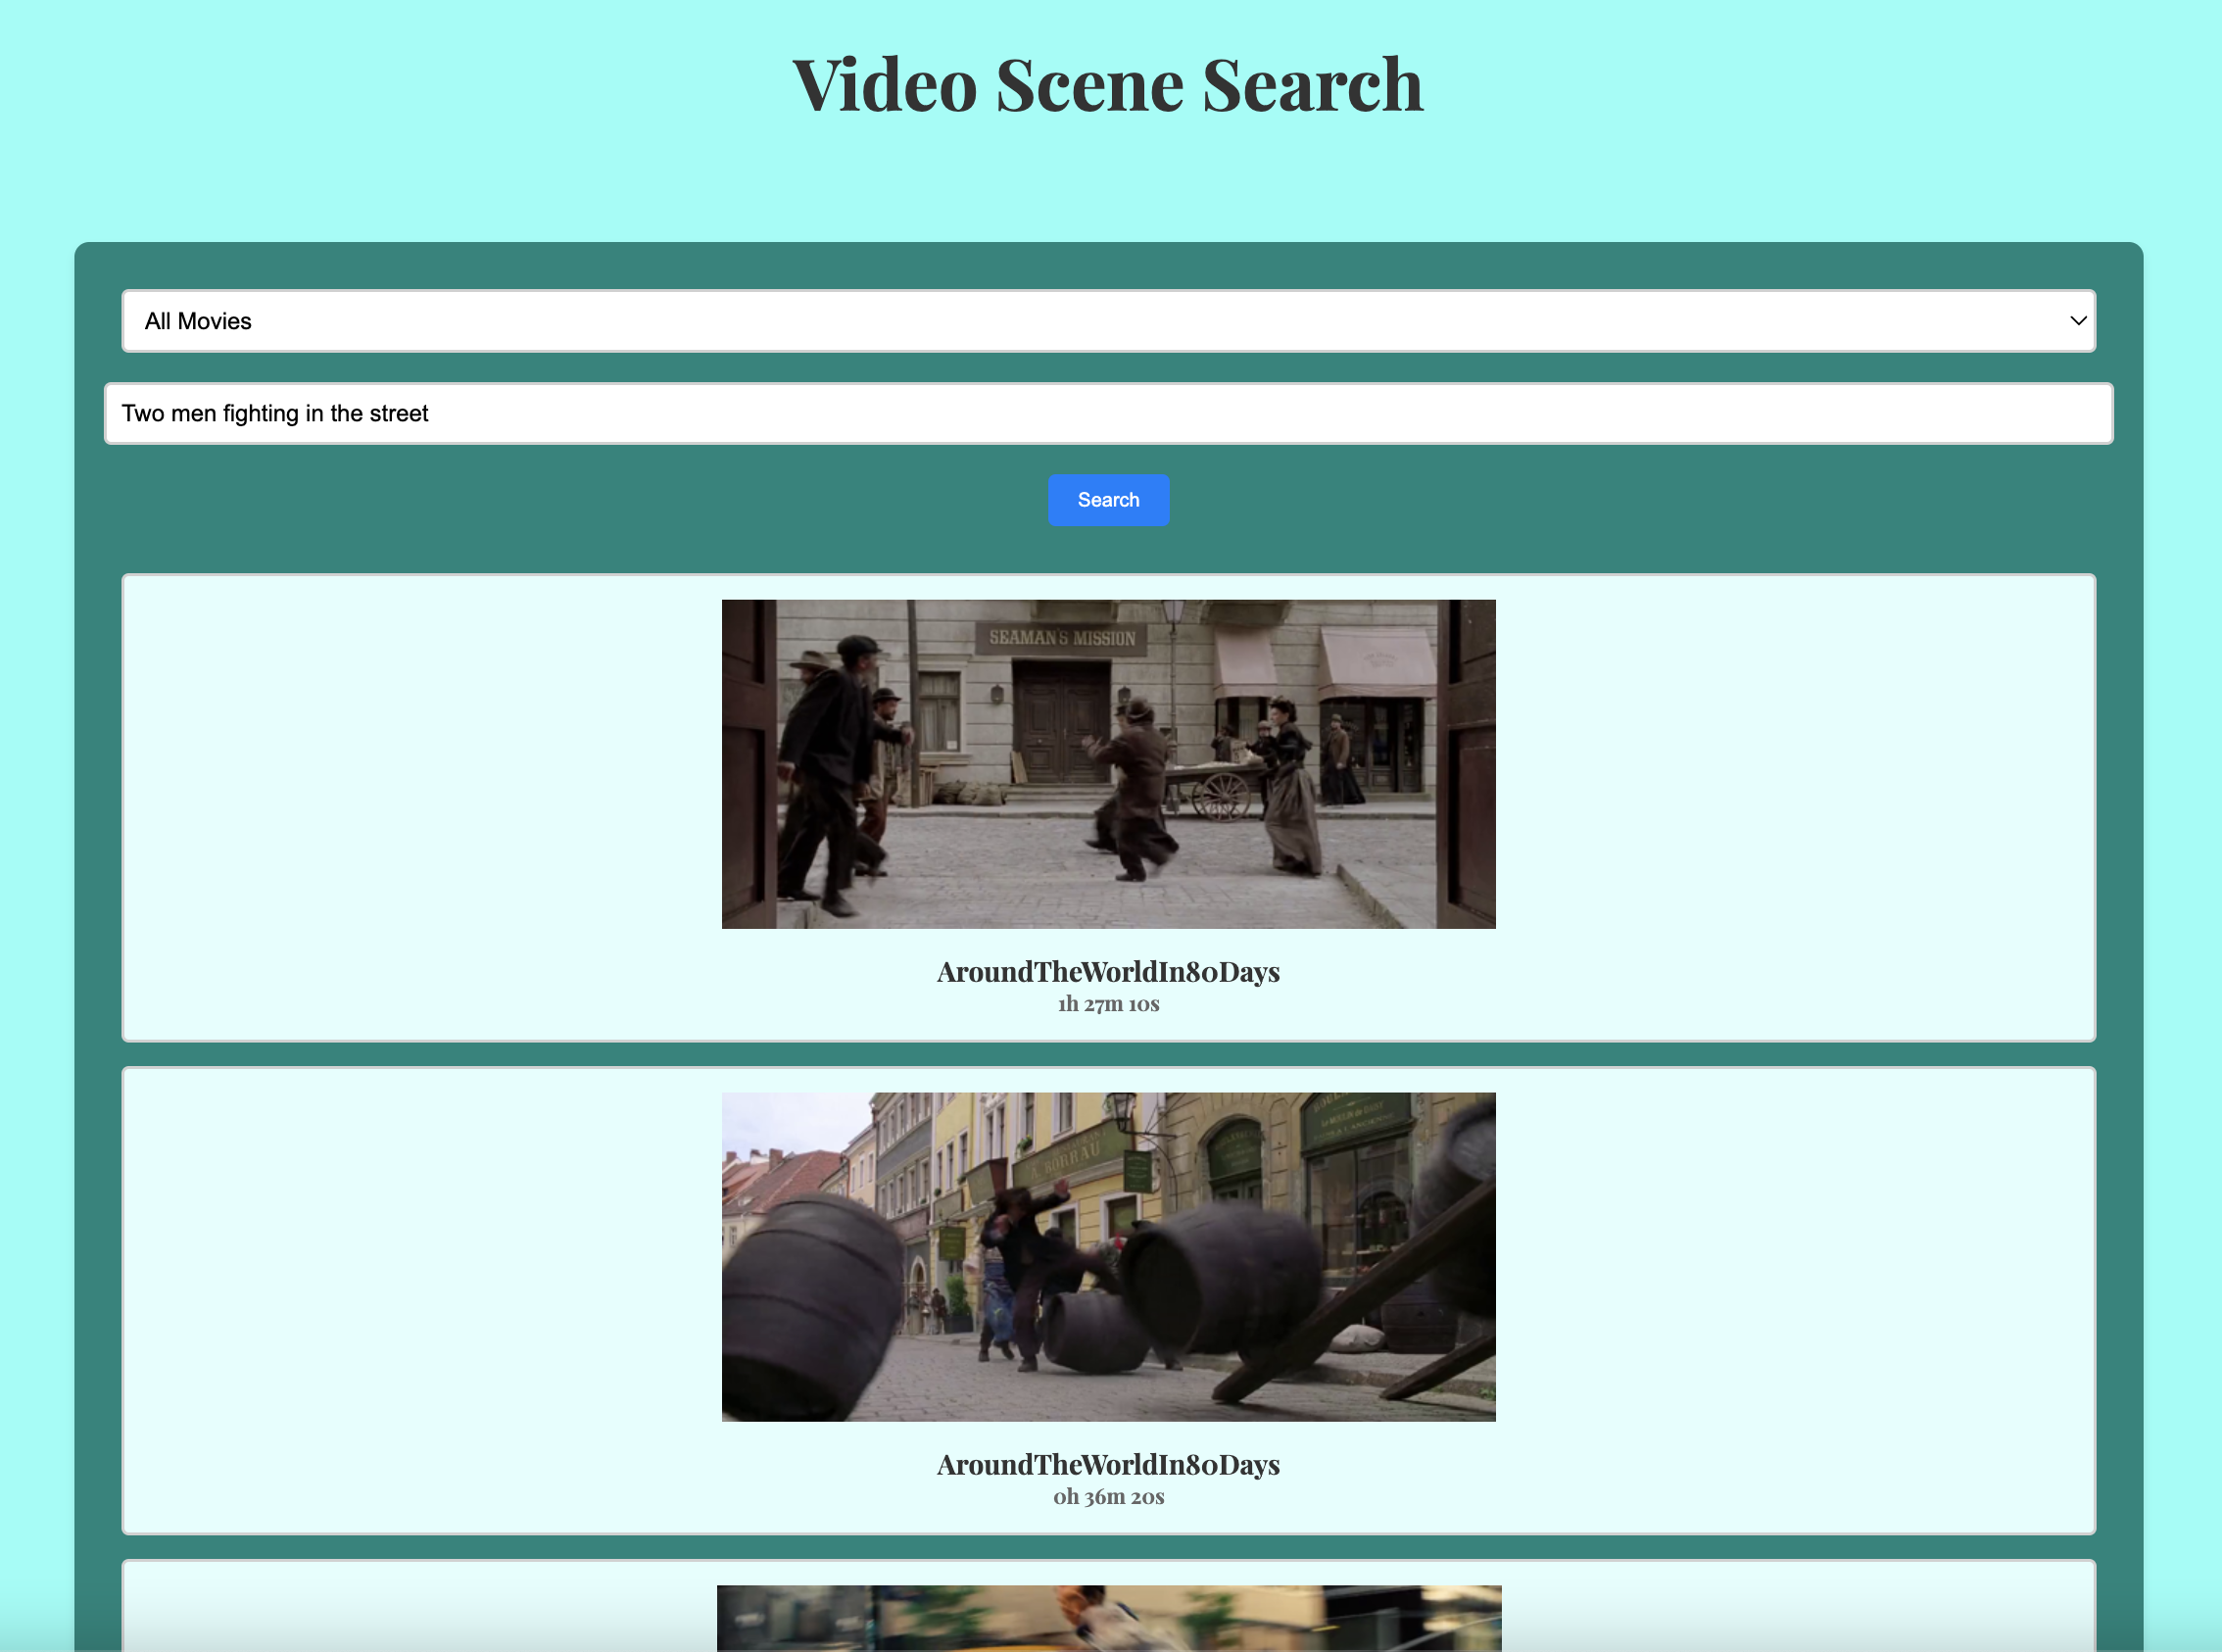 Video Scene Search
All Movies
Two men fighting in the street
Search
SEAMAN'S MISSION
AroundTheWorldIn80Days
1h 27m 10s
A. BORRAU
AroundTheWorldIn80Days
0h 36m 20s